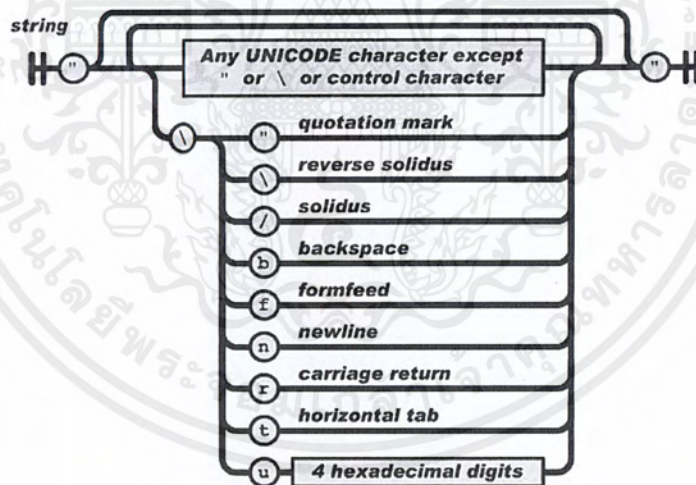 string
" Any UNICODE character except "
" or \ or control character
\ " quotation mark
\ reverse solidus
/ solidus
b backspace
f formfeed
n newline
r carriage return
t horizontal tab
u 4 hexadecimal digits